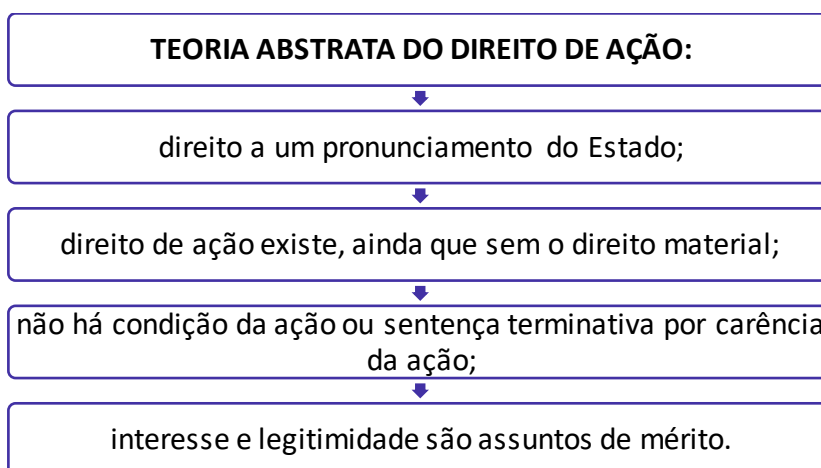 TEORIA ABSTRATA DO DIREITO DE AÇÃO:
direito a um pronunciamento do Estado;
direito de ação existe, ainda que sem o direito material;
não há condição da ação ou sentença terminativa por carência
da ação;
interesse e legitimidade são assuntos de mérito.